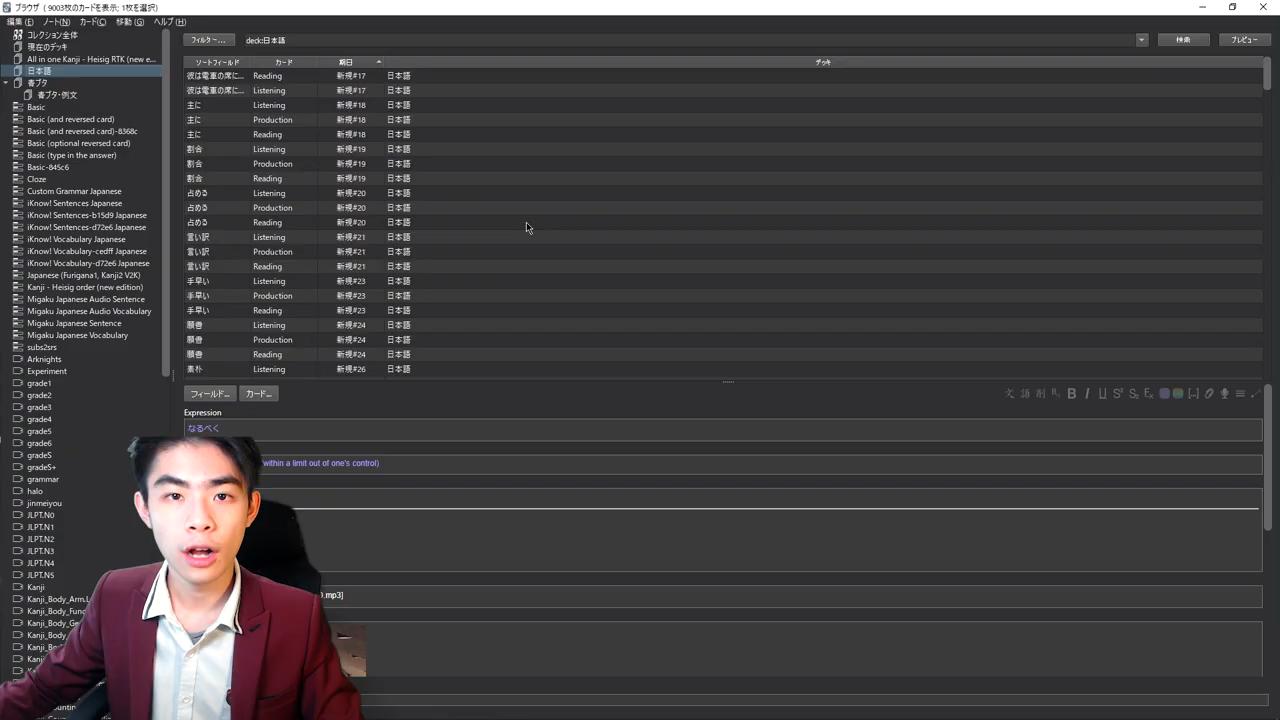 ブラウザ ( 9003枚のカードを表示; 1枚を選択)
編集(E) ノート(N) カード(C) 移動(G) ヘルプ(H)
コレクション全体
現在のデッキ
All in one Kanji - Heisig RTK (new e...
日本語
青ブタ
青ブタ-例文
Basic
Basic (and reversed card)
Basic (and reversed card)-8368c
Basic (optional reversed card)
Basic (type in the answer)
Basic-845c6
Cloze
Custom Grammar Japanese
iKnow! Sentences Japanese
iKnow! Sentences-b15d9 Japanese
iKnow! Sentences-d72e6 Japanese
iKnow! Vocabulary Japanese
iKnow! Vocabulary-cedff Japanese
iKnow! Vocabulary-d72e6 Japanese
Japanese (Furigana1, Kanji2 V2K)
Kanji - Heisig order (new edition)
Migaku Japanese Audio Sentence
Migaku Japanese Audio Vocabulary
Migaku Japanese Sentence
Migaku Japanese Vocabulary
subs2srs
Arknights
Experiment
grade1
grade2
grade3
grade4
grade5
grade6
gradeS
gradeS+
grammar
halo
jinmeiyou
JLPT.N0
JLPT.N1
JLPT.N2
JLPT.N3
JLPT.N4
JLPT.N5
Kanji
Kanji_Body_Arm.L
Kanji_Body_Func
Kanji_Body_Ge
Kanji_Body
Kanji_Bo
Kanji_
Kanji
フィルター... deck:日本語 検索 プレビュー
ソートフィールド カード 期日 デッキ
彼は電車の席に... Reading 新規#17 日本語
彼は電車の席に... Listening 新規#17 日本語
主に Listening 新規#18 日本語
主に Production 新規#18 日本語
主に Reading 新規#18 日本語
割合 Listening 新規#19 日本語
割合 Production 新規#19 日本語
割合 Reading 新規#19 日本語
占める Listening 新規#20 日本語
占める Production 新規#20 日本語
占める Reading 新規#20 日本語
言い訳 Listening 新規#21 日本語
言い訳 Production 新規#21 日本語
言い訳 Reading 新規#21 日本語
手早い Listening 新規#23 日本語
手早い Production 新規#23 日本語
手早い Reading 新規#23 日本語
願書 Listening 新規#24 日本語
願書 Production 新規#24 日本語
願書 Reading 新規#24 日本語
素朴 Listening 新規#26 日本語
フィールド... カード...
Expression
なるべく
within a limit out of one's control)
.mp3]